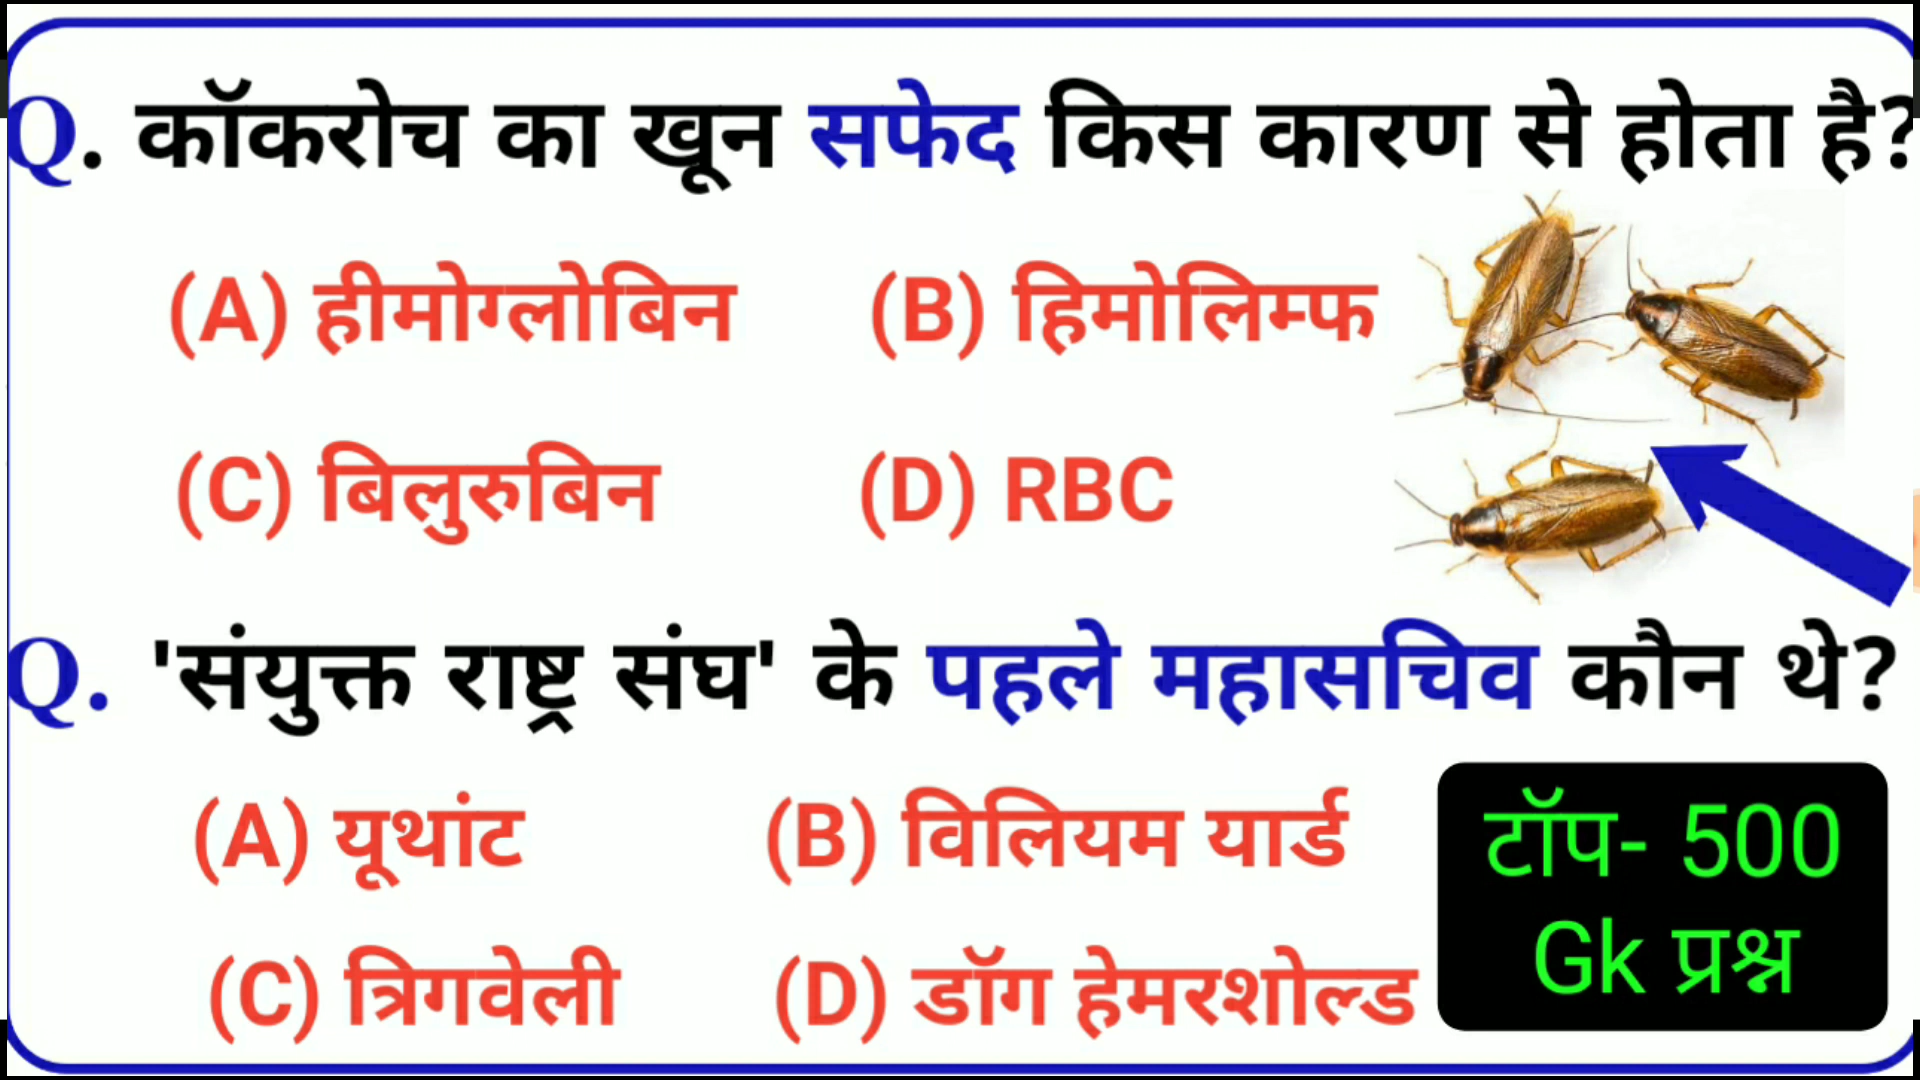 Q. कॉकरोच का खून सफेद किस कारण से होता है?
(A) हीमोग्लोबिन (B) हिमोलिम्फ
(C) बिलुरुबिन (D) RBC
Q. 'संयुक्त राष्ट्र संघ' के पहले महासचिव कौन थे?
(A) यूथांट (B) विलियम यार्ड
(C) त्रिगवेली (D) डॉग हेमरशोल्ड
टॉप- 500
Gk प्रश्न